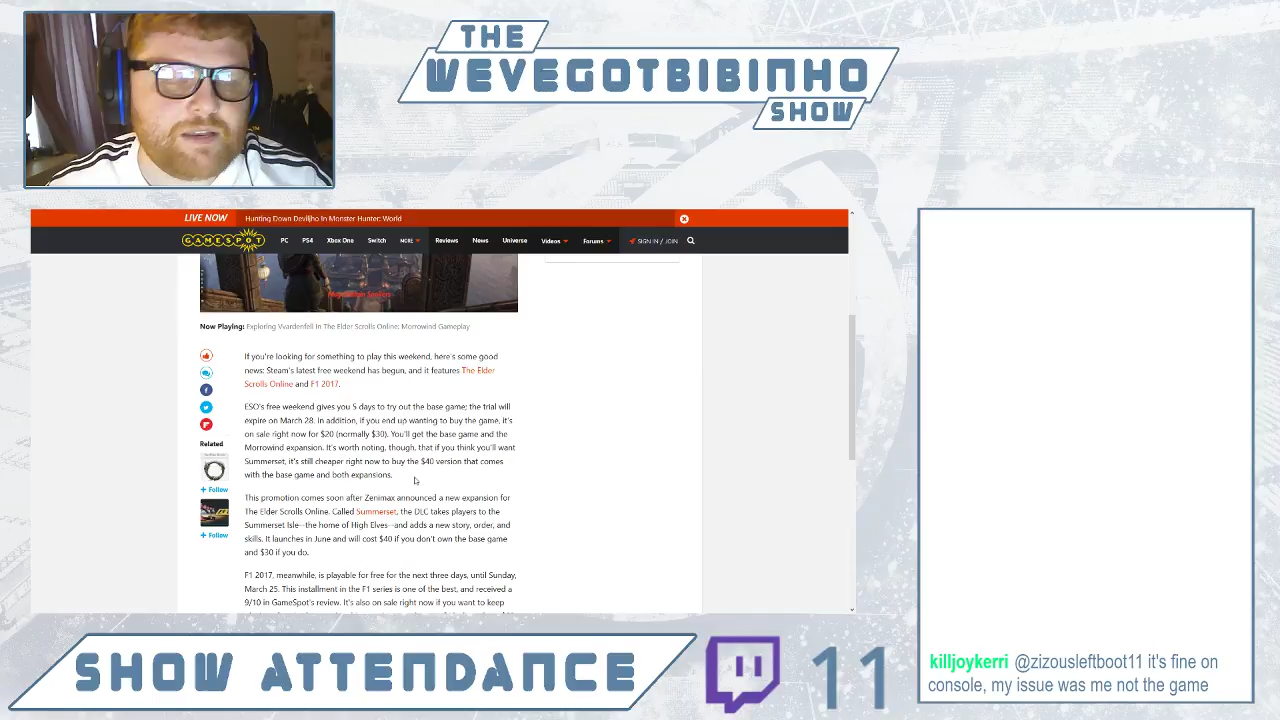 THE
WEVEGOTBIBINHO
SHOW
LIVE NOW Hunting Down Deviljho In Monster Hunter: World
GAMESPOT PC PS4 Xbox One Switch MORE Reviews News Universe Videos Forums SIGN IN / JOIN
Now Playing: Exploring Vvardenfell In The Elder Scrolls Online: Morrowind Gameplay
If you're looking for something to play this weekend, here's some good
news: Steam's latest free weekend has begun, and it features The Elder
Scrolls Online and F1 2017.
ESO's free weekend gives you 5 days to try out the base game; the trial will
expire on March 28. In addition, if you end up wanting to buy the game, it's
on sale right now for $20 (normally $30). You'll get the base game and the
Morrowind expansion. It's worth noting, though, that if you think you'll want
Summerset, it's still cheaper right now to buy the $40 version that comes
with the base game and both expansions.
Related
+ Follow
+ Follow
This promotion comes soon after Zenimax announced a new expansion for
The Elder Scrolls Online. Called Summerset, the DLC takes players to the
Summerset Isle--the home of High Elves--and adds a new story, order, and
skills. It launches in June and will cost $40 if you don't own the base game
and $30 if you do.
F1 2017, meanwhile, is playable for free for the next three days, until Sunday,
March 25. This installment in the F1 series is one of the best, and received a
9/10 in GameSpot's review. It's also on sale right now if you want to keep
killjoykerri @zizousleftboot11 it's fine on
console, my issue was me not the game
SHOW ATTENDANCE 11